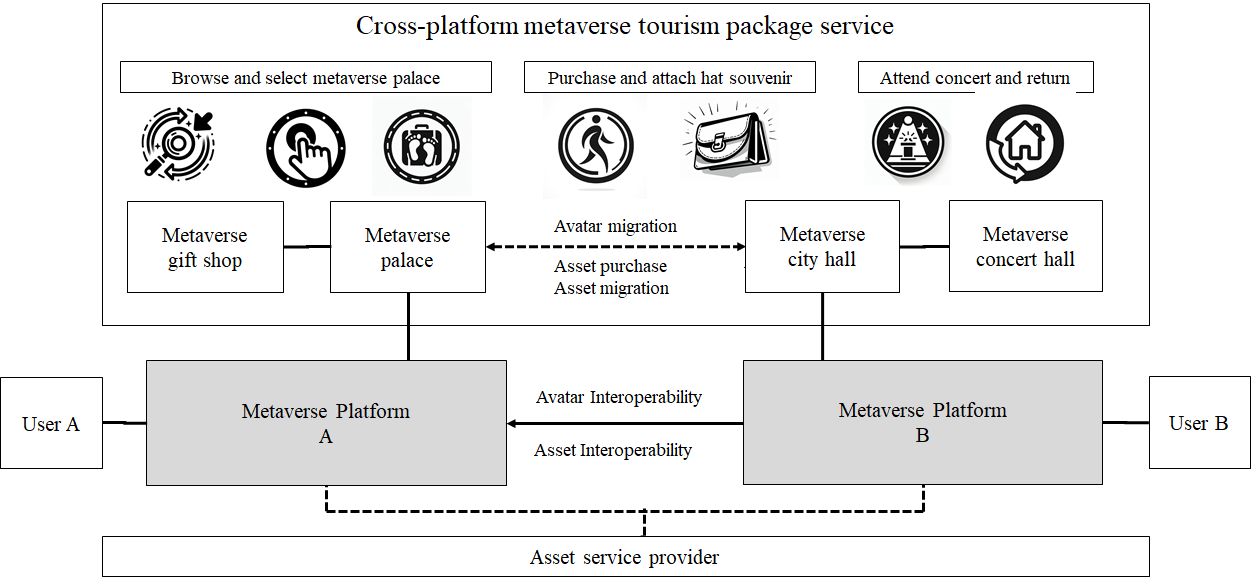 Cross-platform metaverse tourism package service
Browse and select metaverse palace
Purchase and attach hat souvenir
Attend concert and return
Metaverse
gift shop
Metaverse
palace
Avatar migration
Asset purchase
Asset migration
Metaverse
city hall
Metaverse
concert hall
User A
Metaverse Platform
A
Avatar Interoperability
Asset Interoperability
Metaverse Platform
B
User B
Asset service provider